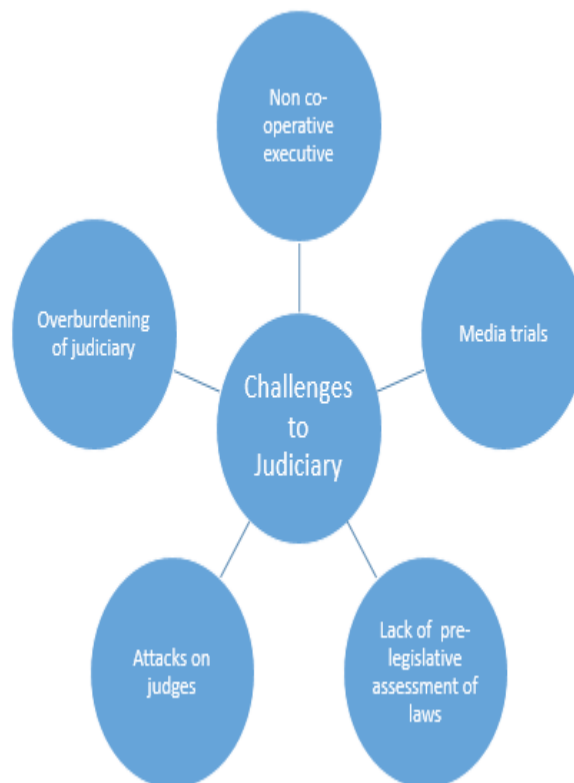 Non co-
operative
executive
Overburdening
of judiciary
Media trials
Challenges
to
Judiciary
Attacks on
judges
Lack of pre-
legislative
assessment of
laws